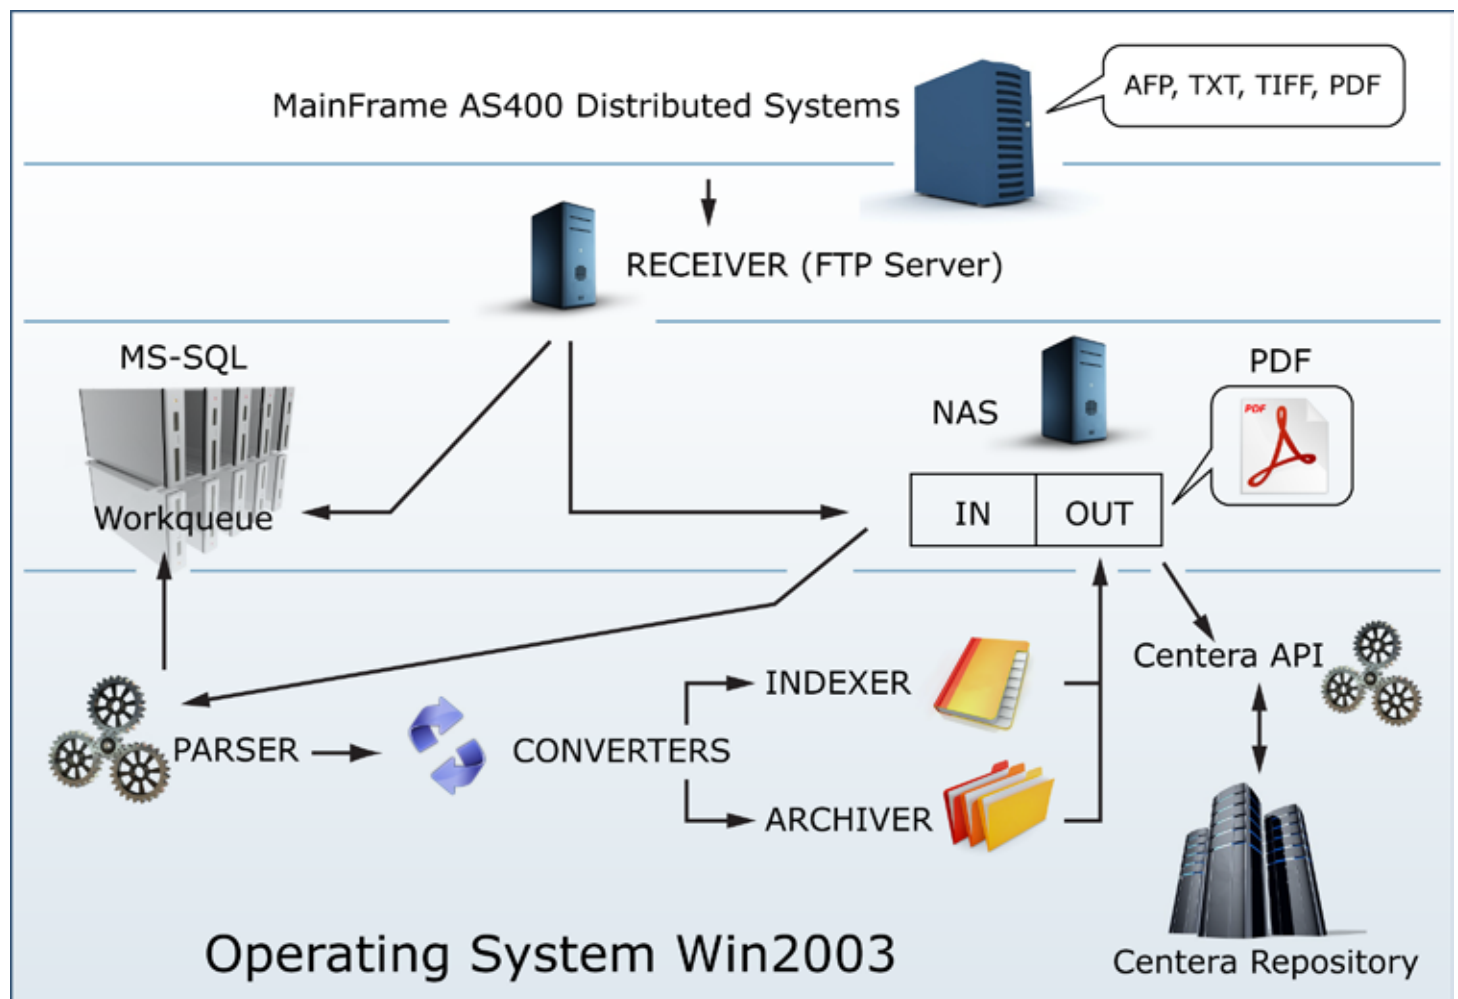 MainFrame AS400 Distributed Systems
AFP, TXT, TIFF, PDF
RECEIVER (FTP Server)
MS-SQL
Workqueue
NAS
PDF
PDF
IN
OUT
Centera API
INDEXER
PARSER
CONVERTERS
ARCHIVER
Operating System Win2003
Centera Repository